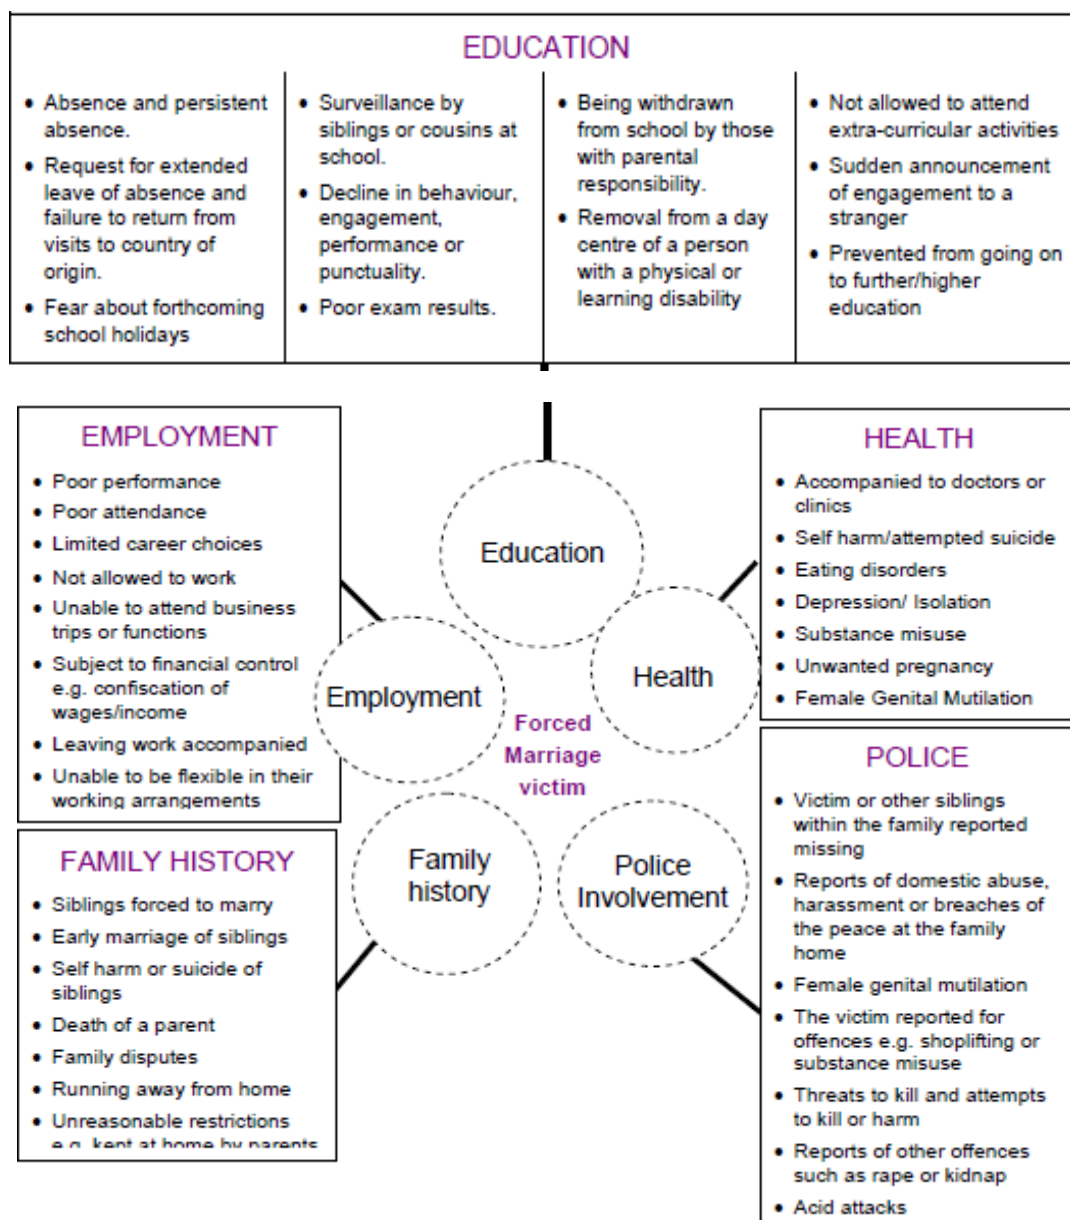 EDUCATION
• Absence and persistent
absence.
• Request for extended
leave of absence and
failure to return from
visits to country of
origin.
• Fear about forthcoming
school holidays
• Surveillance by
siblings or cousins at
school.
• Decline in behaviour,
engagement,
performance or
punctuality.
• Poor exam results.
• Being withdrawn
from school by those
with parental
responsibility.
• Removal from a day
centre of a person
with a physical or
learning disability
• Not allowed to attend
extra-curricular activities
• Sudden announcement
of engagement to a
stranger
• Prevented from going on
to further/higher
education
EMPLOYMENT
• Poor performance
• Poor attendance
• Limited career choices
• Not allowed to work
• Unable to attend business
trips or functions
• Subject to financial control
e.g. confiscation of
wages/income
• Leaving work accompanied
• Unable to be flexible in their
working arrangements
Education
Employment
Health
Forced
Marriage
victim
Family
history
Police
Involvement
HEALTH
• Accompanied to doctors or
clinics
• Self harm/attempted suicide
• Eating disorders
• Depression/ Isolation
• Substance misuse
• Unwanted pregnancy
• Female Genital Mutilation
FAMILY HISTORY
• Siblings forced to marry
• Early marriage of siblings
• Self harm or suicide of
siblings
• Death of a parent
• Family disputes
• Running away from home
• Unreasonable restrictions
e.g. kept at home by parents
POLICE
• Victim or other siblings
within the family reported
missing
• Reports of domestic abuse,
harassment or breaches of
the peace at the family
home
• Female genital mutilation
• The victim reported for
offences e.g. shoplifting or
substance misuse
• Threats to kill and attempts
to kill or harm
• Reports of other offences
such as rape or kidnap
• Acid attacks